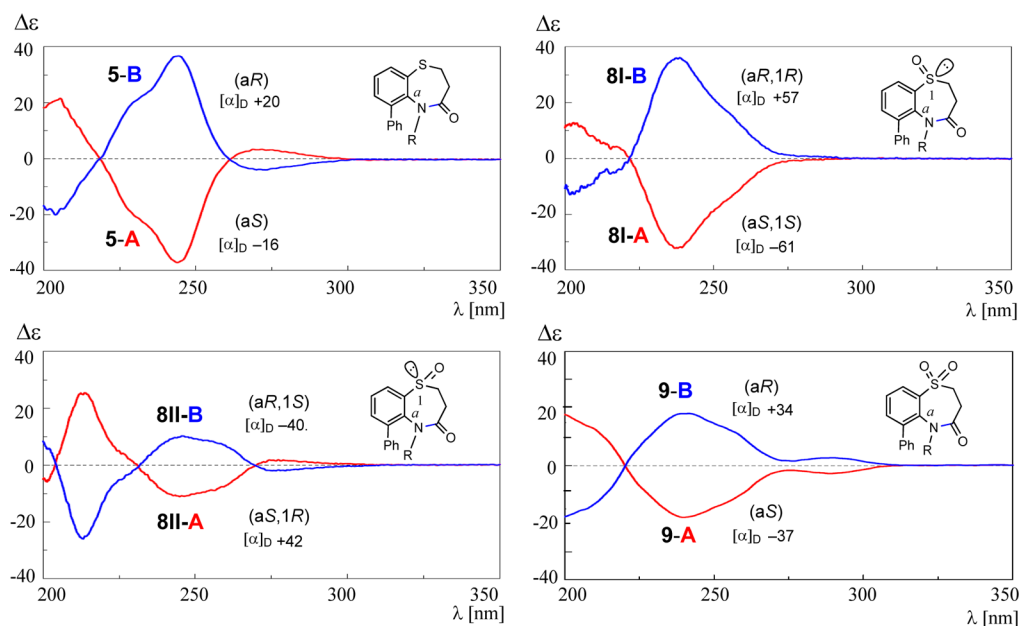 Δε
40
20
0
-20
-40
200
250
300
350
λ [nm]
5-B
(aR)
[α]D +20
5-A
(aS)
[α]D –16
S
a
N
O
Ph
R
Δε
40
20
0
-20
-40
200
250
300
350
λ [nm]
8I-B
(aR,1R)
[α]D +57
8I-A
(aS,1S)
[α]D –61
O
S
1
a
N
O
Ph
R
Δε
40
20
0
-20
-40
200
250
300
350
λ [nm]
8II-B
(aR,1S)
[α]D –40.
8II-A
(aS,1R)
[α]D +42
S
O
1
a
N
O
Ph
R
Δε
40
20
0
-20
-40
200
250
300
350
λ [nm]
9-B
(aR)
[α]D +34
9-A
(aS)
[α]D –37
O
O
S
a
N
O
Ph
R